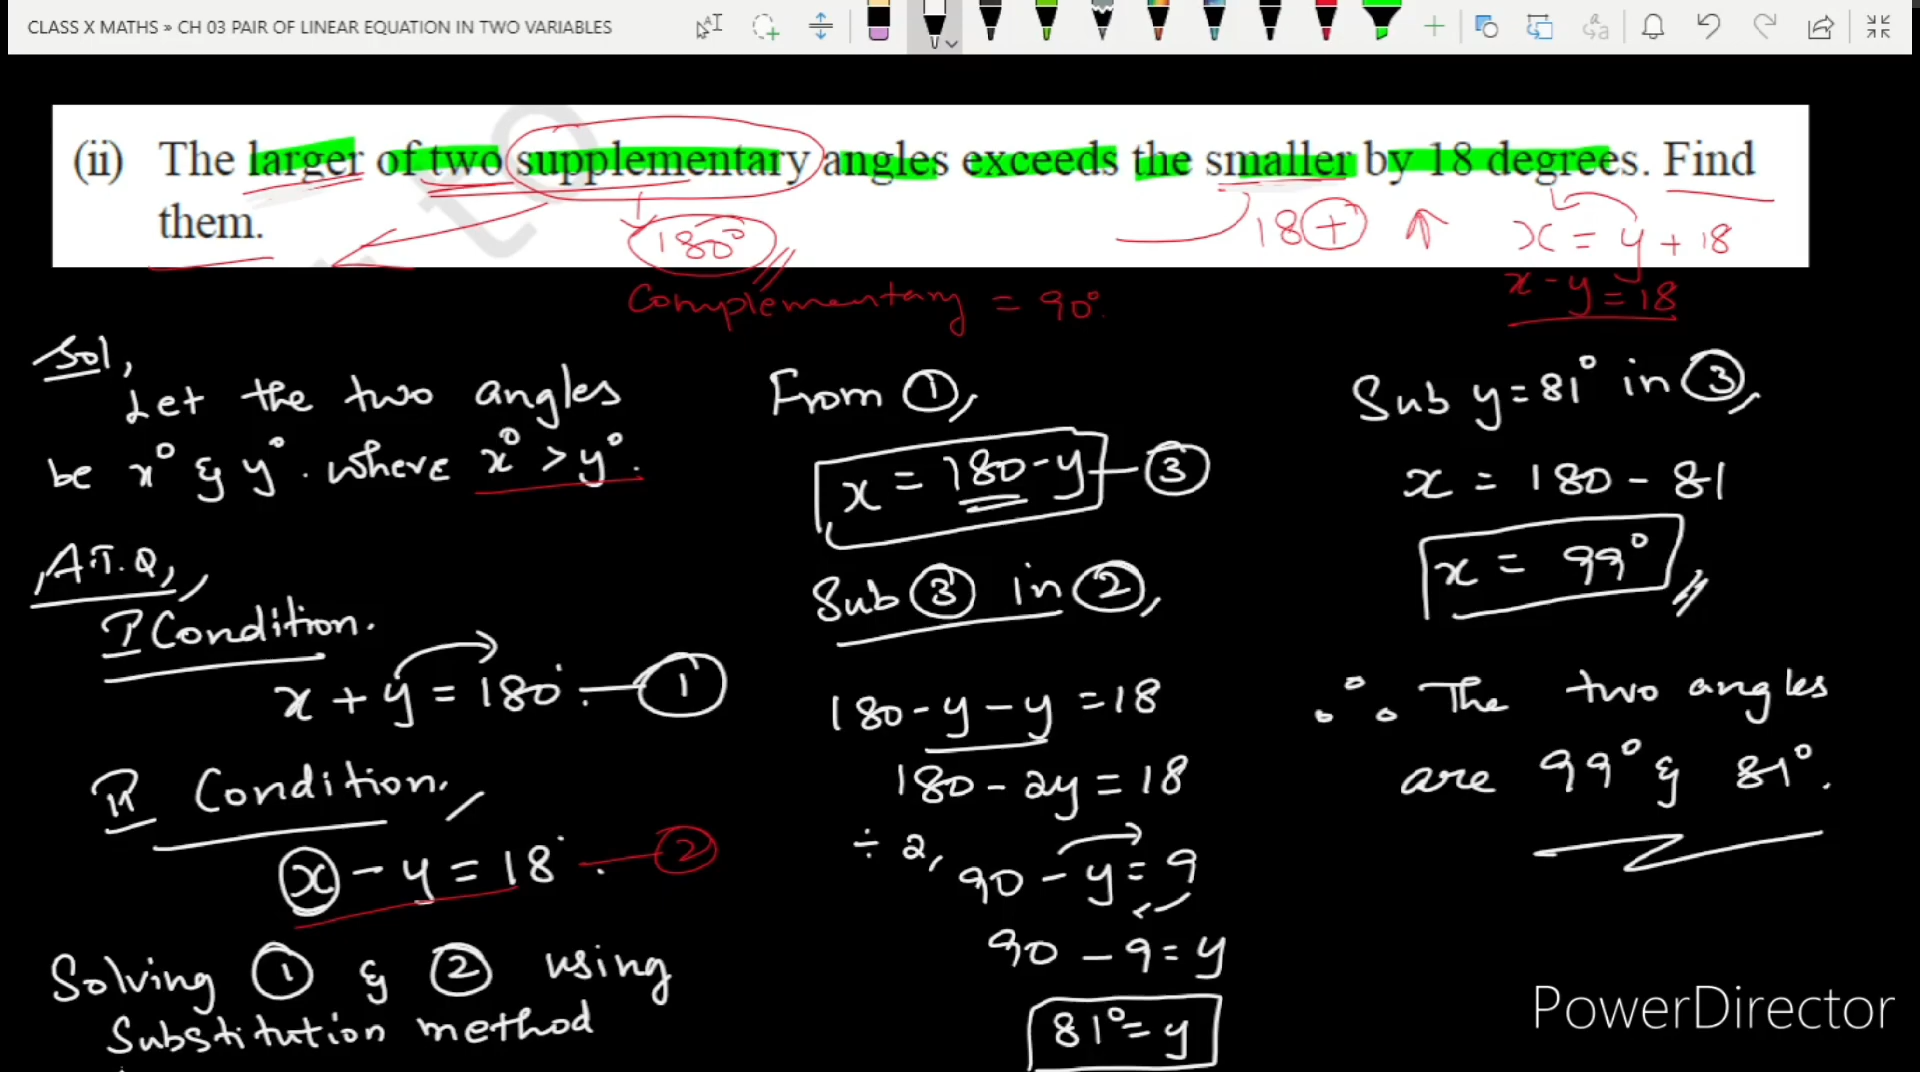 CLASS X MATHS » CH 03 PAIR OF LINEAR EQUATION IN TWO VARIABLES
(ii) The larger of two supplementary angles exceeds the smaller by 18 degrees. Find
them.
180°
18 +
x = y + 18
x - y = 18
Complementary = 90°.
Sol,
Let the two angles
be x° & y°. where x° > y°.
A.T.Q,
I Condition.
x + y = 180°. — ①
II Condition,
x - y = 18°. — ②
Solving ① & ② using
Substitution method
From ①,
x = 180 - y — ③
Sub ③ in ②,
180 - y - y = 18
180 - 2y = 18
÷ 2,
90 - y = 9
90 - 9 = y
81° = y
Sub y = 81° in ③,
x = 180 - 81
x = 99°
∴ The two angles
are 99° & 81°.
PowerDirector